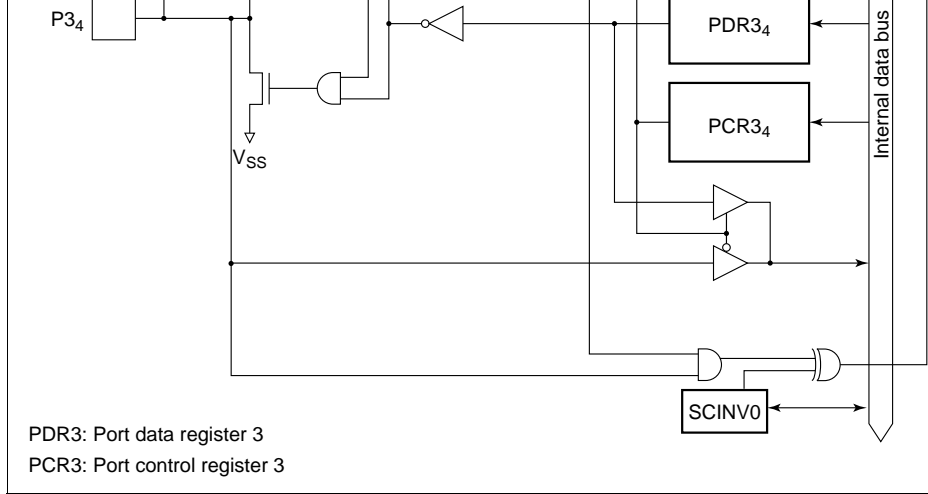 P3₄
PDR3₄
Internal data bus
PCR3₄
VSS
SCINV0
PDR3: Port data register 3
PCR3: Port control register 3